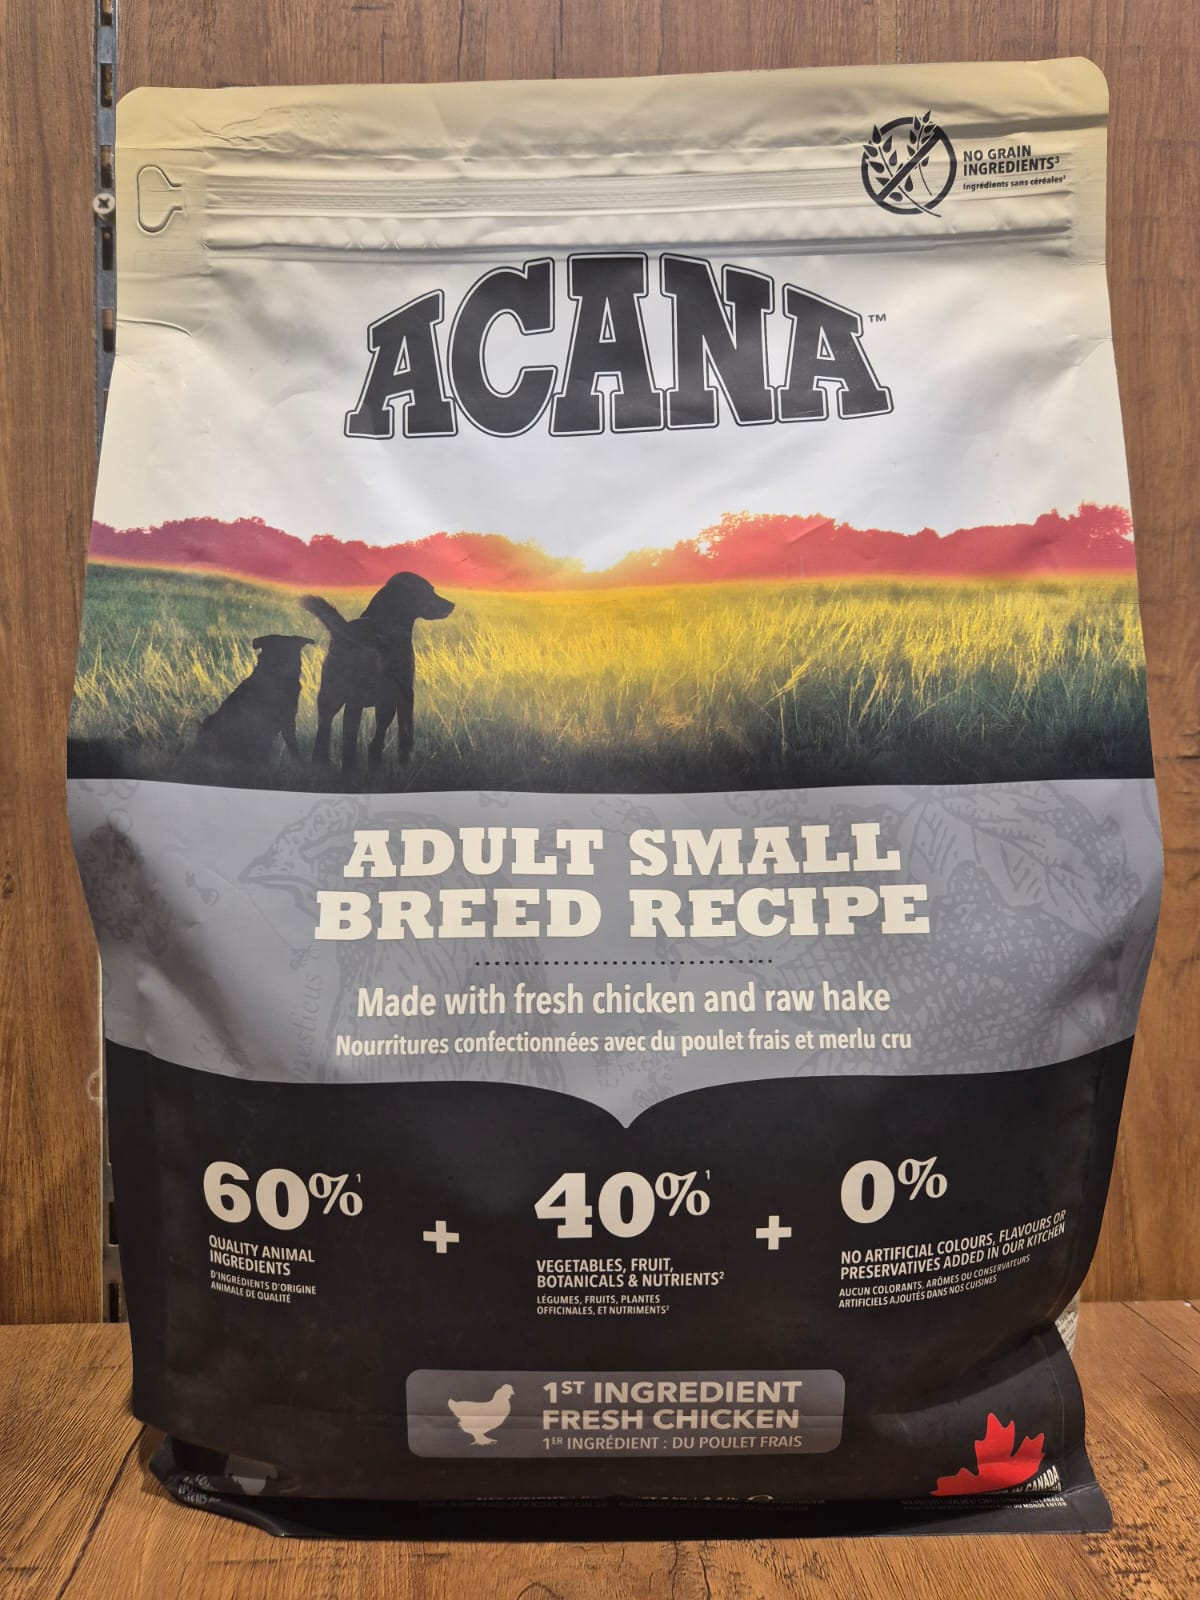 NO GRAIN
INGREDIENTS³
Ingrédients sans céréales³
ACANA™
ADULT SMALL
BREED RECIPE
Made with fresh chicken and raw hake
Nourritures confectionnées avec du poulet frais et merlu cru
60%¹
QUALITY ANIMAL
INGREDIENTS
D'INGRÉDIENTS D'ORIGINE
ANIMALE DE QUALITÉ
+
40%¹
VEGETABLES, FRUIT,
BOTANICALS & NUTRIENTS²
LÉGUMES, FRUITS, PLANTES
OFFICINALES, ET NUTRIMENTS²
+
0%
NO ARTIFICIAL COLOURS, FLAVOURS OR
PRESERVATIVES ADDED IN OUR KITCHEN
AUCUN COLORANTS, ARÔMES OU CONSERVATEURS
ARTIFICIELS AJOUTÉS DANS NOS CUISINES
1ST INGREDIENT
FRESH CHICKEN
1ER INGRÉDIENT : DU POULET FRAIS
IN CANADA